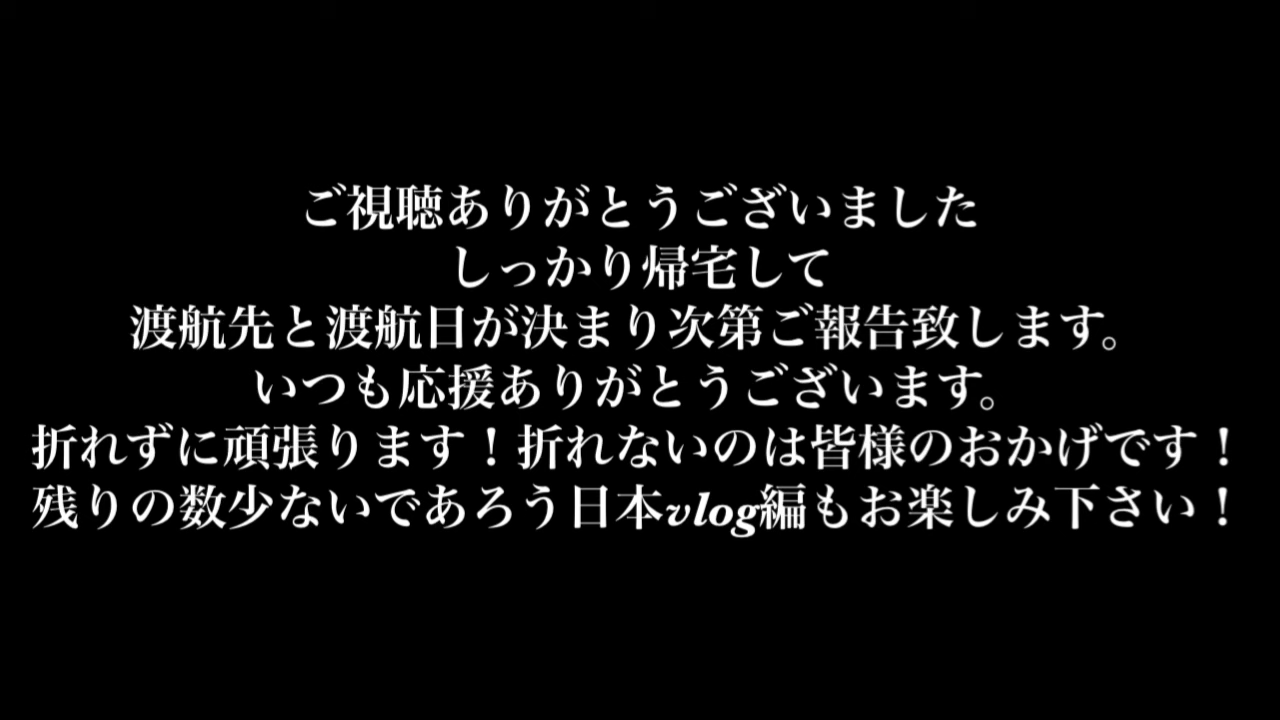 ご視聴ありがとうございました
しっかり帰宅して
渡航先と渡航日が決まり次第ご報告致します。
いつも応援ありがとうございます。
折れずに頑張ります！折れないのは皆様のおかげです！
残りの数少ないであろう日本vlog編もお楽しみ下さい！